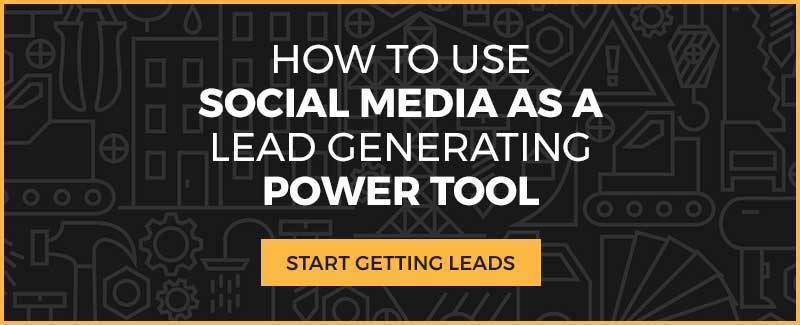 HOW TO USE
SOCIAL MEDIA AS A
LEAD GENERATING
POWER TOOL
START GETTING LEADS